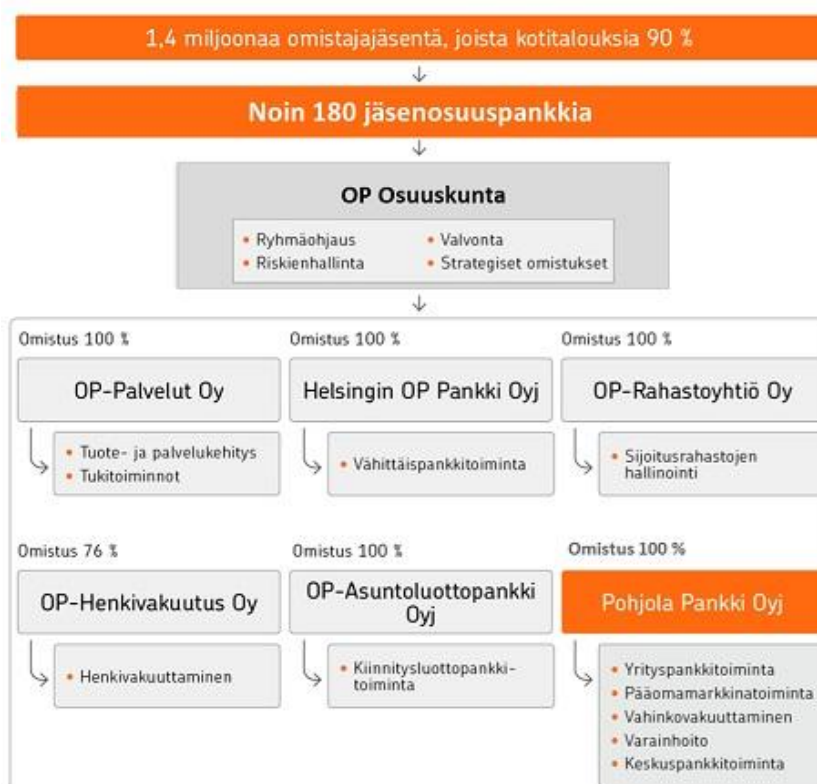 1,4 miljoonaa omistajajäsentä, joista kotitalouksia 90 %
Noin 180 jäsenosuuspankkia
OP Osuuskunta
• Ryhmäohjaus
• Riskienhallinta
• Valvonta
• Strategiset omistukset
Omistus 100 %
OP-Palvelut Oy
• Tuote- ja palvelukehitys
• Tukitoiminnot
Omistus 100 %
Helsingin OP Pankki Oyj
• Vähittäispankkitoiminta
Omistus 100 %
OP-Rahastoyhtiö Oy
• Sijoitusrahastojen
hallinointi
Omistus 76 %
OP-Henkivakuutus Oy
• Henkivakuuttaminen
Omistus 100 %
OP-Asuntoluottopankki
Oyj
• Kiinnitysluottopankki-
toiminta
Omistus 100 %
Pohjola Pankki Oyj
• Yrityspankkitoiminta
• Pääomamarkkinatoiminta
• Vahinkovakuuttaminen
• Varainhoito
• Keskuspankkitoiminta